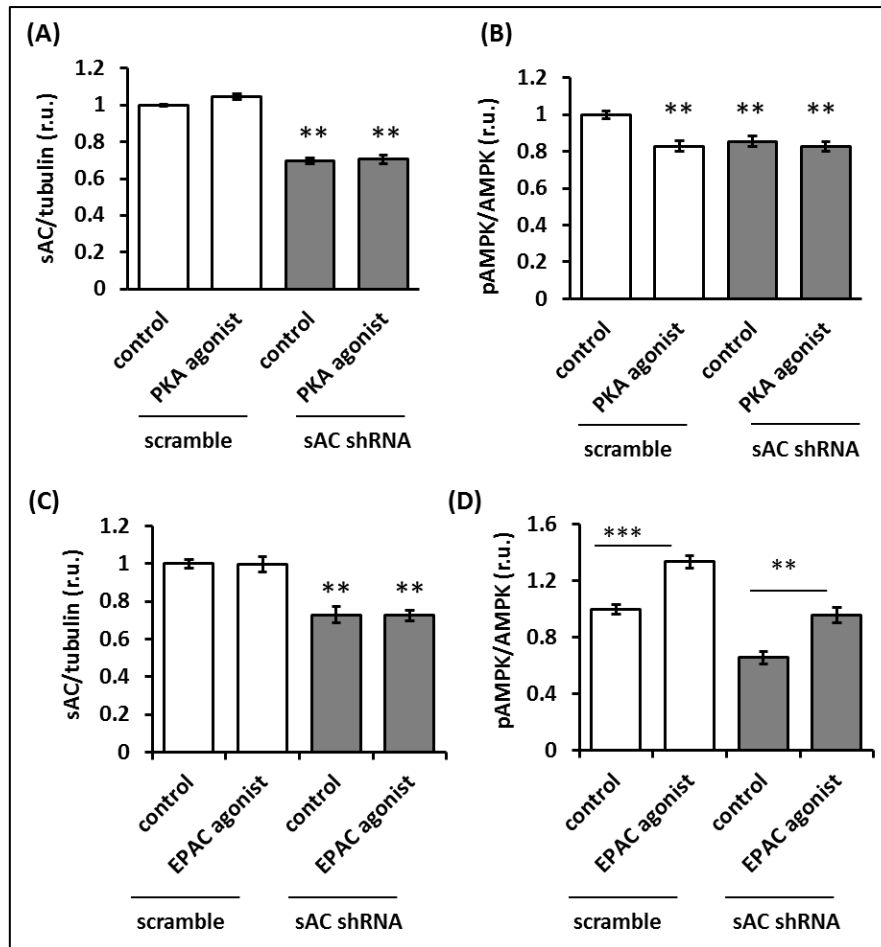 (A)
sAC/tubulin (r.u.)
1.2
1
0.8
0.6
0.4
0.2
0
** **
control
PKA agonist
control
PKA agonist
scramble
sAC shRNA
(B)
pAMPK/AMPK (r.u.)
1.2
1
0.8
0.6
0.4
0.2
0
** ** **
control
PKA agonist
control
PKA agonist
scramble
sAC shRNA
(C)
sAC/tubulin (r.u.)
1.2
1
0.8
0.6
0.4
0.2
0
** **
control
EPAC agonist
control
EPAC agonist
scramble
sAC shRNA
(D)
pAMPK/AMPK (r.u.)
1.6
1.2
0.8
0.4
0
***
**
control
EPAC agonist
control
EPAC agonist
scramble
sAC shRNA